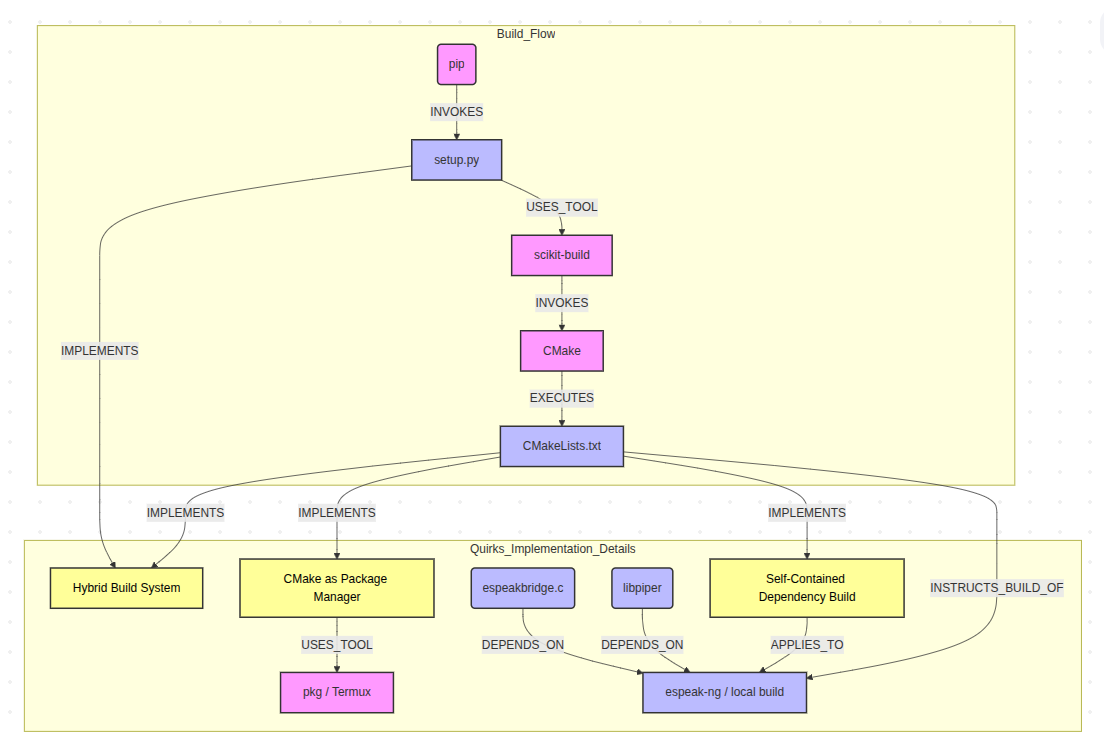 Build_Flow
pip
INVOKES
setup.py
USES_TOOL
scikit-build
INVOKES
IMPLEMENTS
CMake
EXECUTES
CMakeLists.txt
IMPLEMENTS
IMPLEMENTS
IMPLEMENTS
Quirks_Implementation_Details
Hybrid Build System
CMake as Package
Manager
espeakbridge.c
libpiper
Self-Contained
Dependency Build
INSTRUCTS_BUILD_OF
USES_TOOL
DEPENDS_ON
DEPENDS_ON
APPLIES_TO
pkg / Termux
espeak-ng / local build